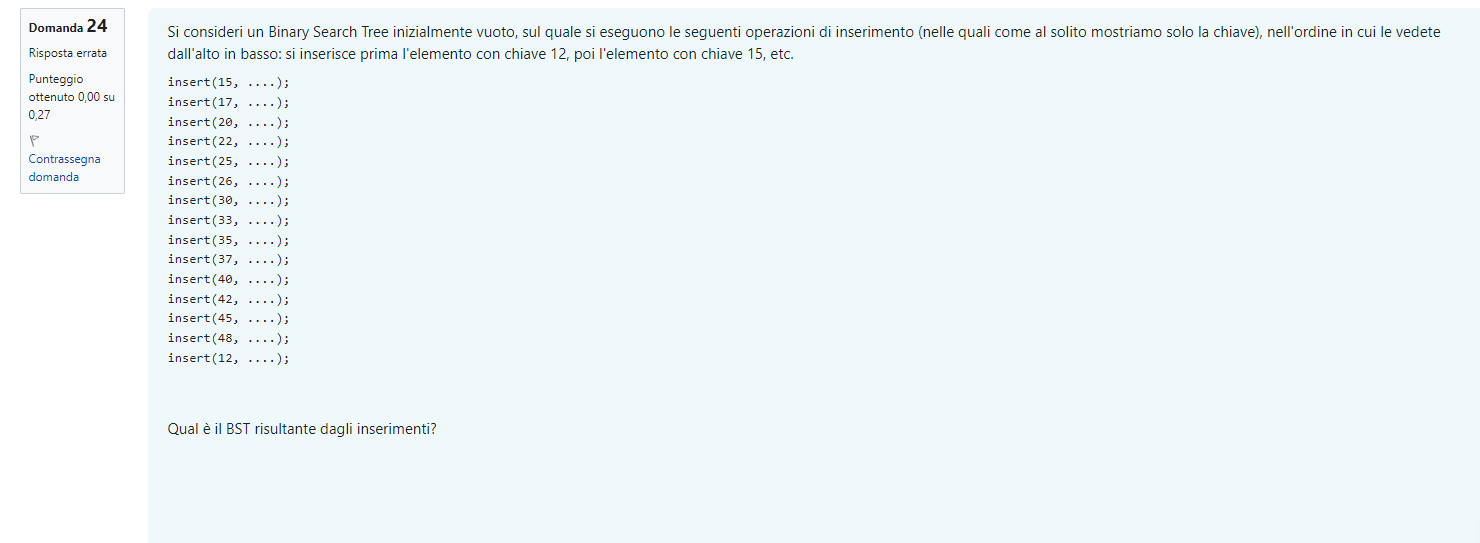 Domanda 24
Risposta errata
Punteggio
ottenuto 0,00 su
0,27
Contrassegna
domanda
Si consideri un Binary Search Tree inizialmente vuoto, sul quale si eseguono le seguenti operazioni di inserimento (nelle quali come al solito mostriamo solo la chiave), nell'ordine in cui le vedete
dall'alto in basso: si inserisce prima l'elemento con chiave 12, poi l'elemento con chiave 15, etc.
insert(15, ....);
insert(17, ....);
insert(20, ....);
insert(22, ....);
insert(25, ....);
insert(26, ....);
insert(30, ....);
insert(33, ....);
insert(35, ....);
insert(37, ....);
insert(40, ....);
insert(42, ....);
insert(45, ....);
insert(48, ....);
insert(12, ....);
Qual è il BST risultante dagli inserimenti?